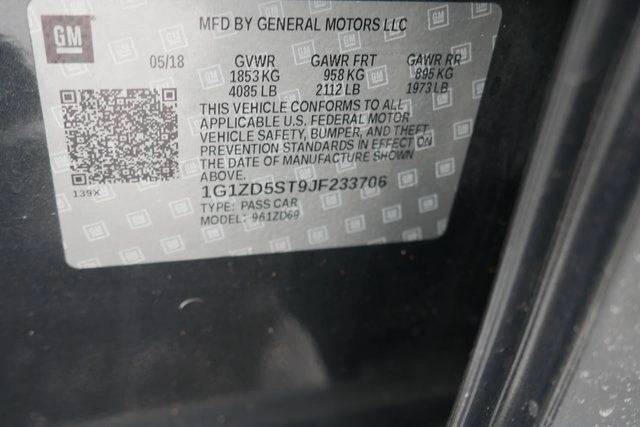 GM
MFD BY GENERAL MOTORS LLC
05/18 GVWR GAWR FRT GAWR RR
1853 KG 958 KG 895 KG
4085 LB 2112 LB 1973 LB
THIS VEHICLE CONFORMS TO ALL
APPLICABLE U.S. FEDERAL MOTOR
VEHICLE SAFETY, BUMPER, AND THEFT
PREVENTION STANDARDS IN EFFECT ON
THE DATE OF MANUFACTURE SHOWN
ABOVE.
139X
1G1ZD5ST9JF233706
TYPE: PASS CAR
MODEL: 961ZD69